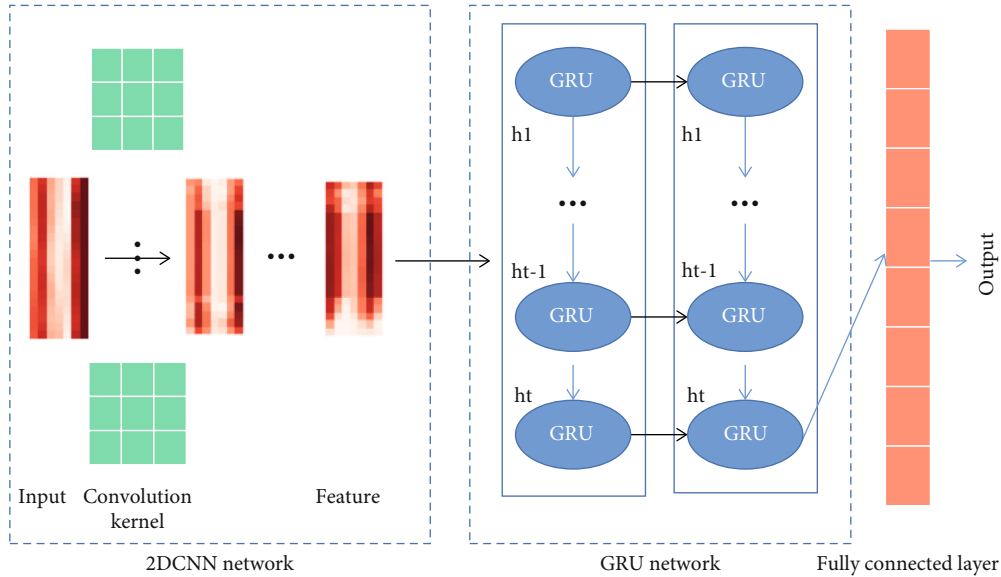 GRU
GRU
h1
h1
ht-1
ht-1
GRU
GRU
ht
ht
GRU
GRU
Output
Input
Convolution
kernel
Feature
2DCNN network
GRU network
Fully connected layer